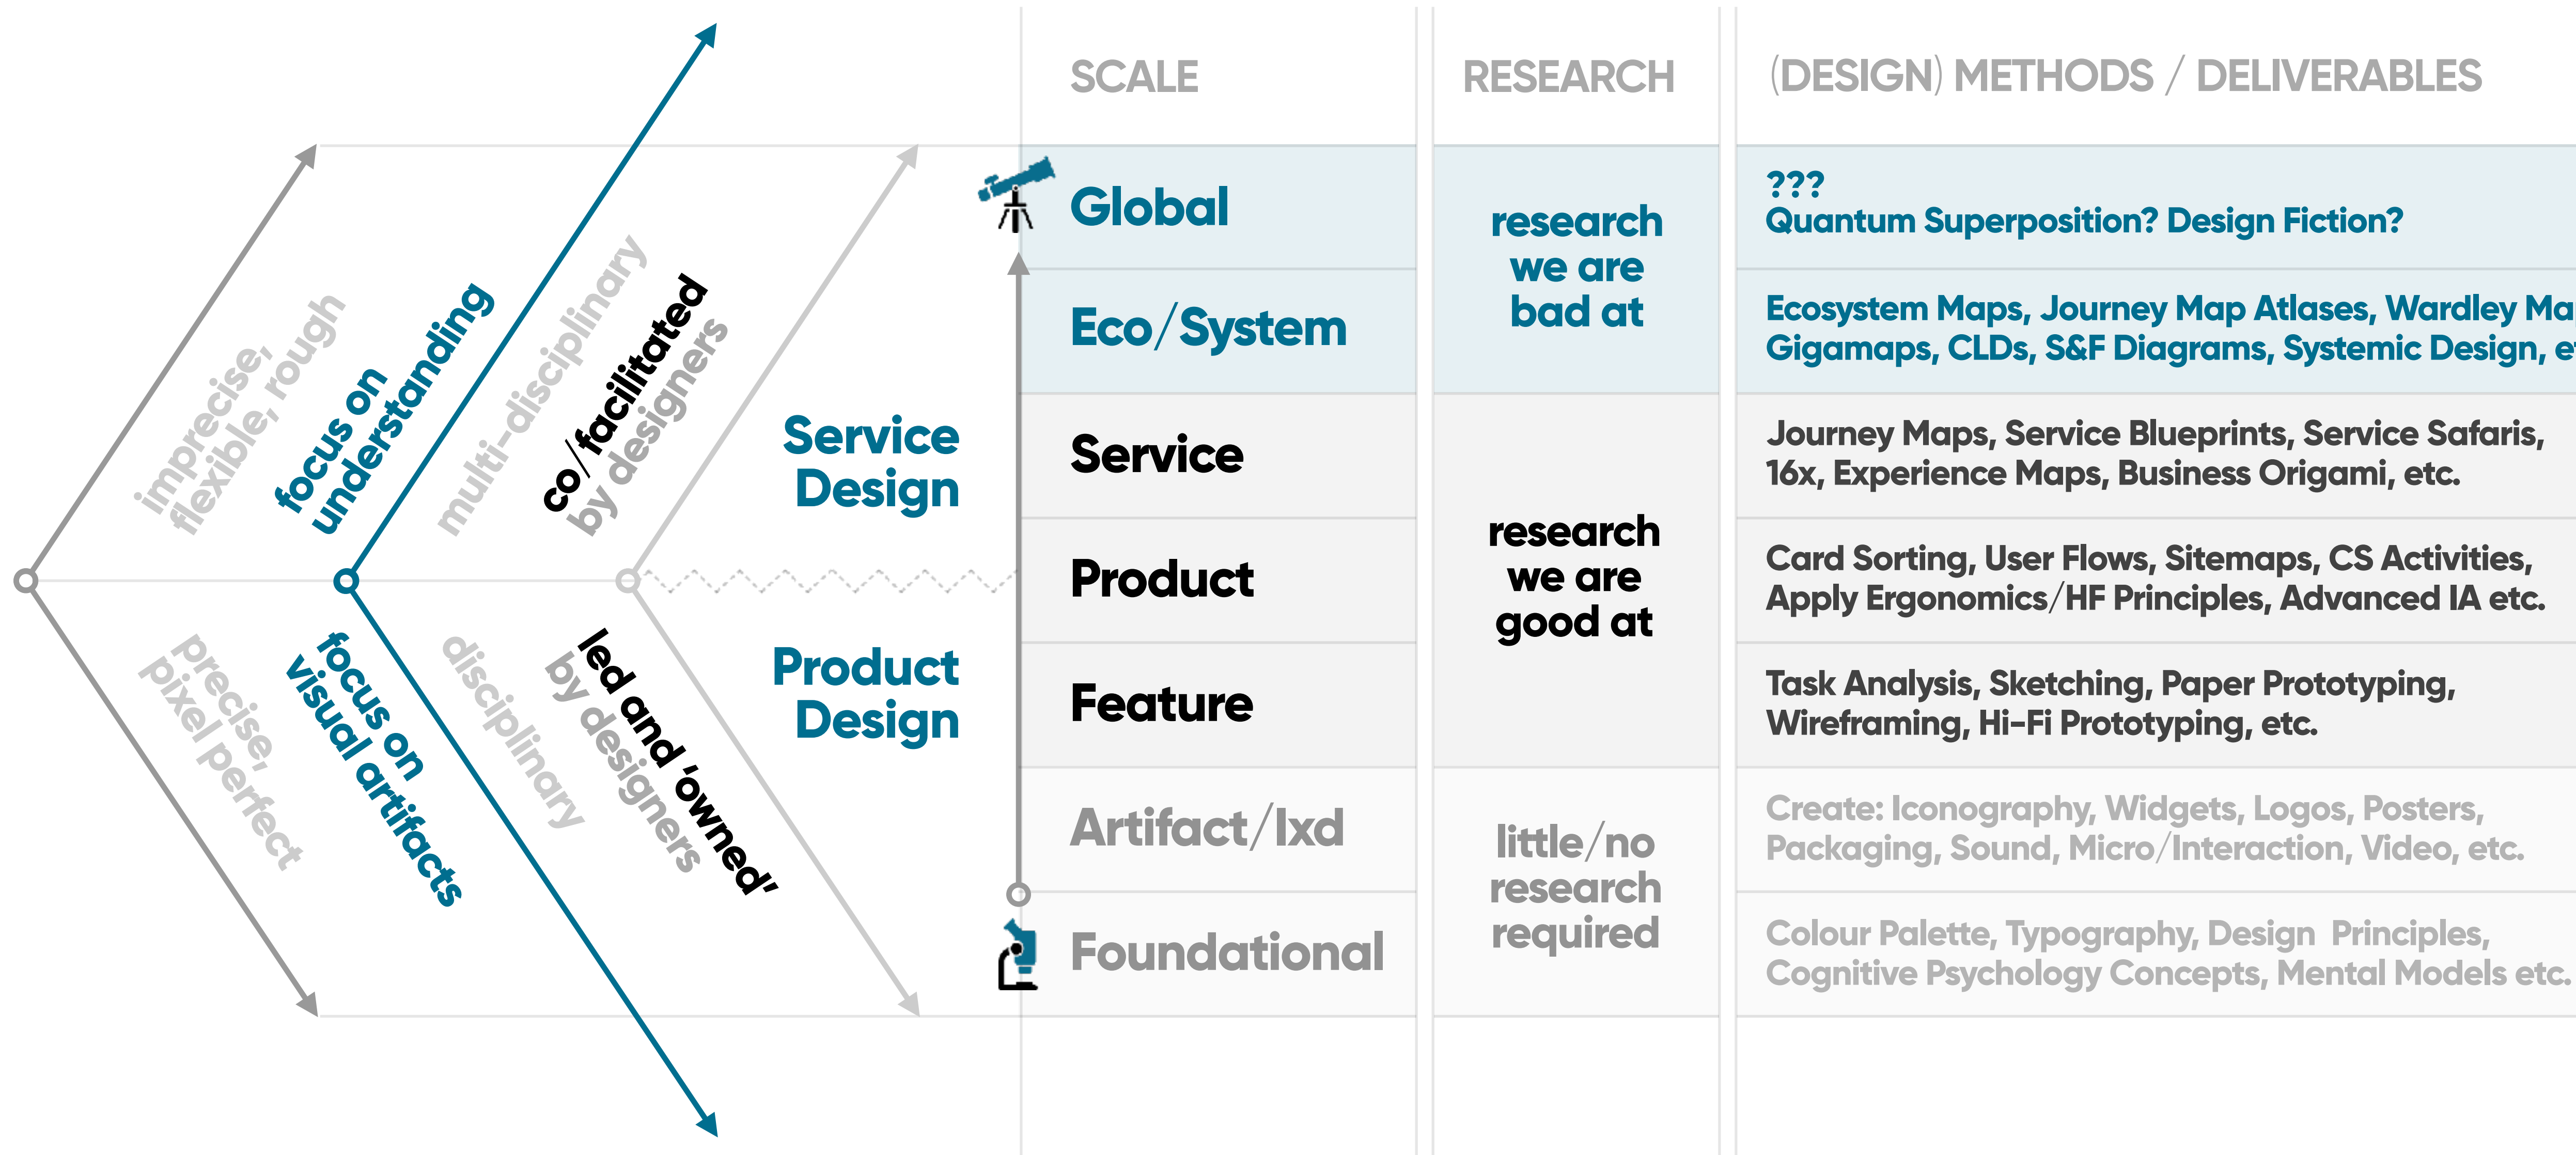 SCALE
RESEARCH
(DESIGN) METHODS / DELIVERABLES
imprecise,
flexible, rough
focus on
understanding
multi-disciplinary
co/facilitated
by designers
Service
Design
precise,
pixel perfect
focus on
visual artifacts
disciplinary
led and ‘owned’
by designers
Product
Design
Global
Eco/System
Service
Product
Feature
Artifact/Ixd
Foundational
research
we are
bad at
research
we are
good at
little/no
research
required
???
Quantum Superposition? Design Fiction?
Ecosystem Maps, Journey Map Atlases, Wardley
Gigamaps, CLDs, S&F Diagrams, Systemic Design,
Journey Maps, Service Blueprints, Service Safaris,
16x, Experience Maps, Business Origami, etc.
Card Sorting, User Flows, Sitemaps, CS Activities,
Apply Ergonomics/HF Principles, Advanced IA etc.
Task Analysis, Sketching, Paper Prototyping,
Wireframing, Hi-Fi Prototyping, etc.
Create: Iconography, Widgets, Logos, Posters,
Packaging, Sound, Micro/Interaction, Video, etc.
Colour Palette, Typography, Design Principles,
Cognitive Psychology Concepts, Mental Models etc.